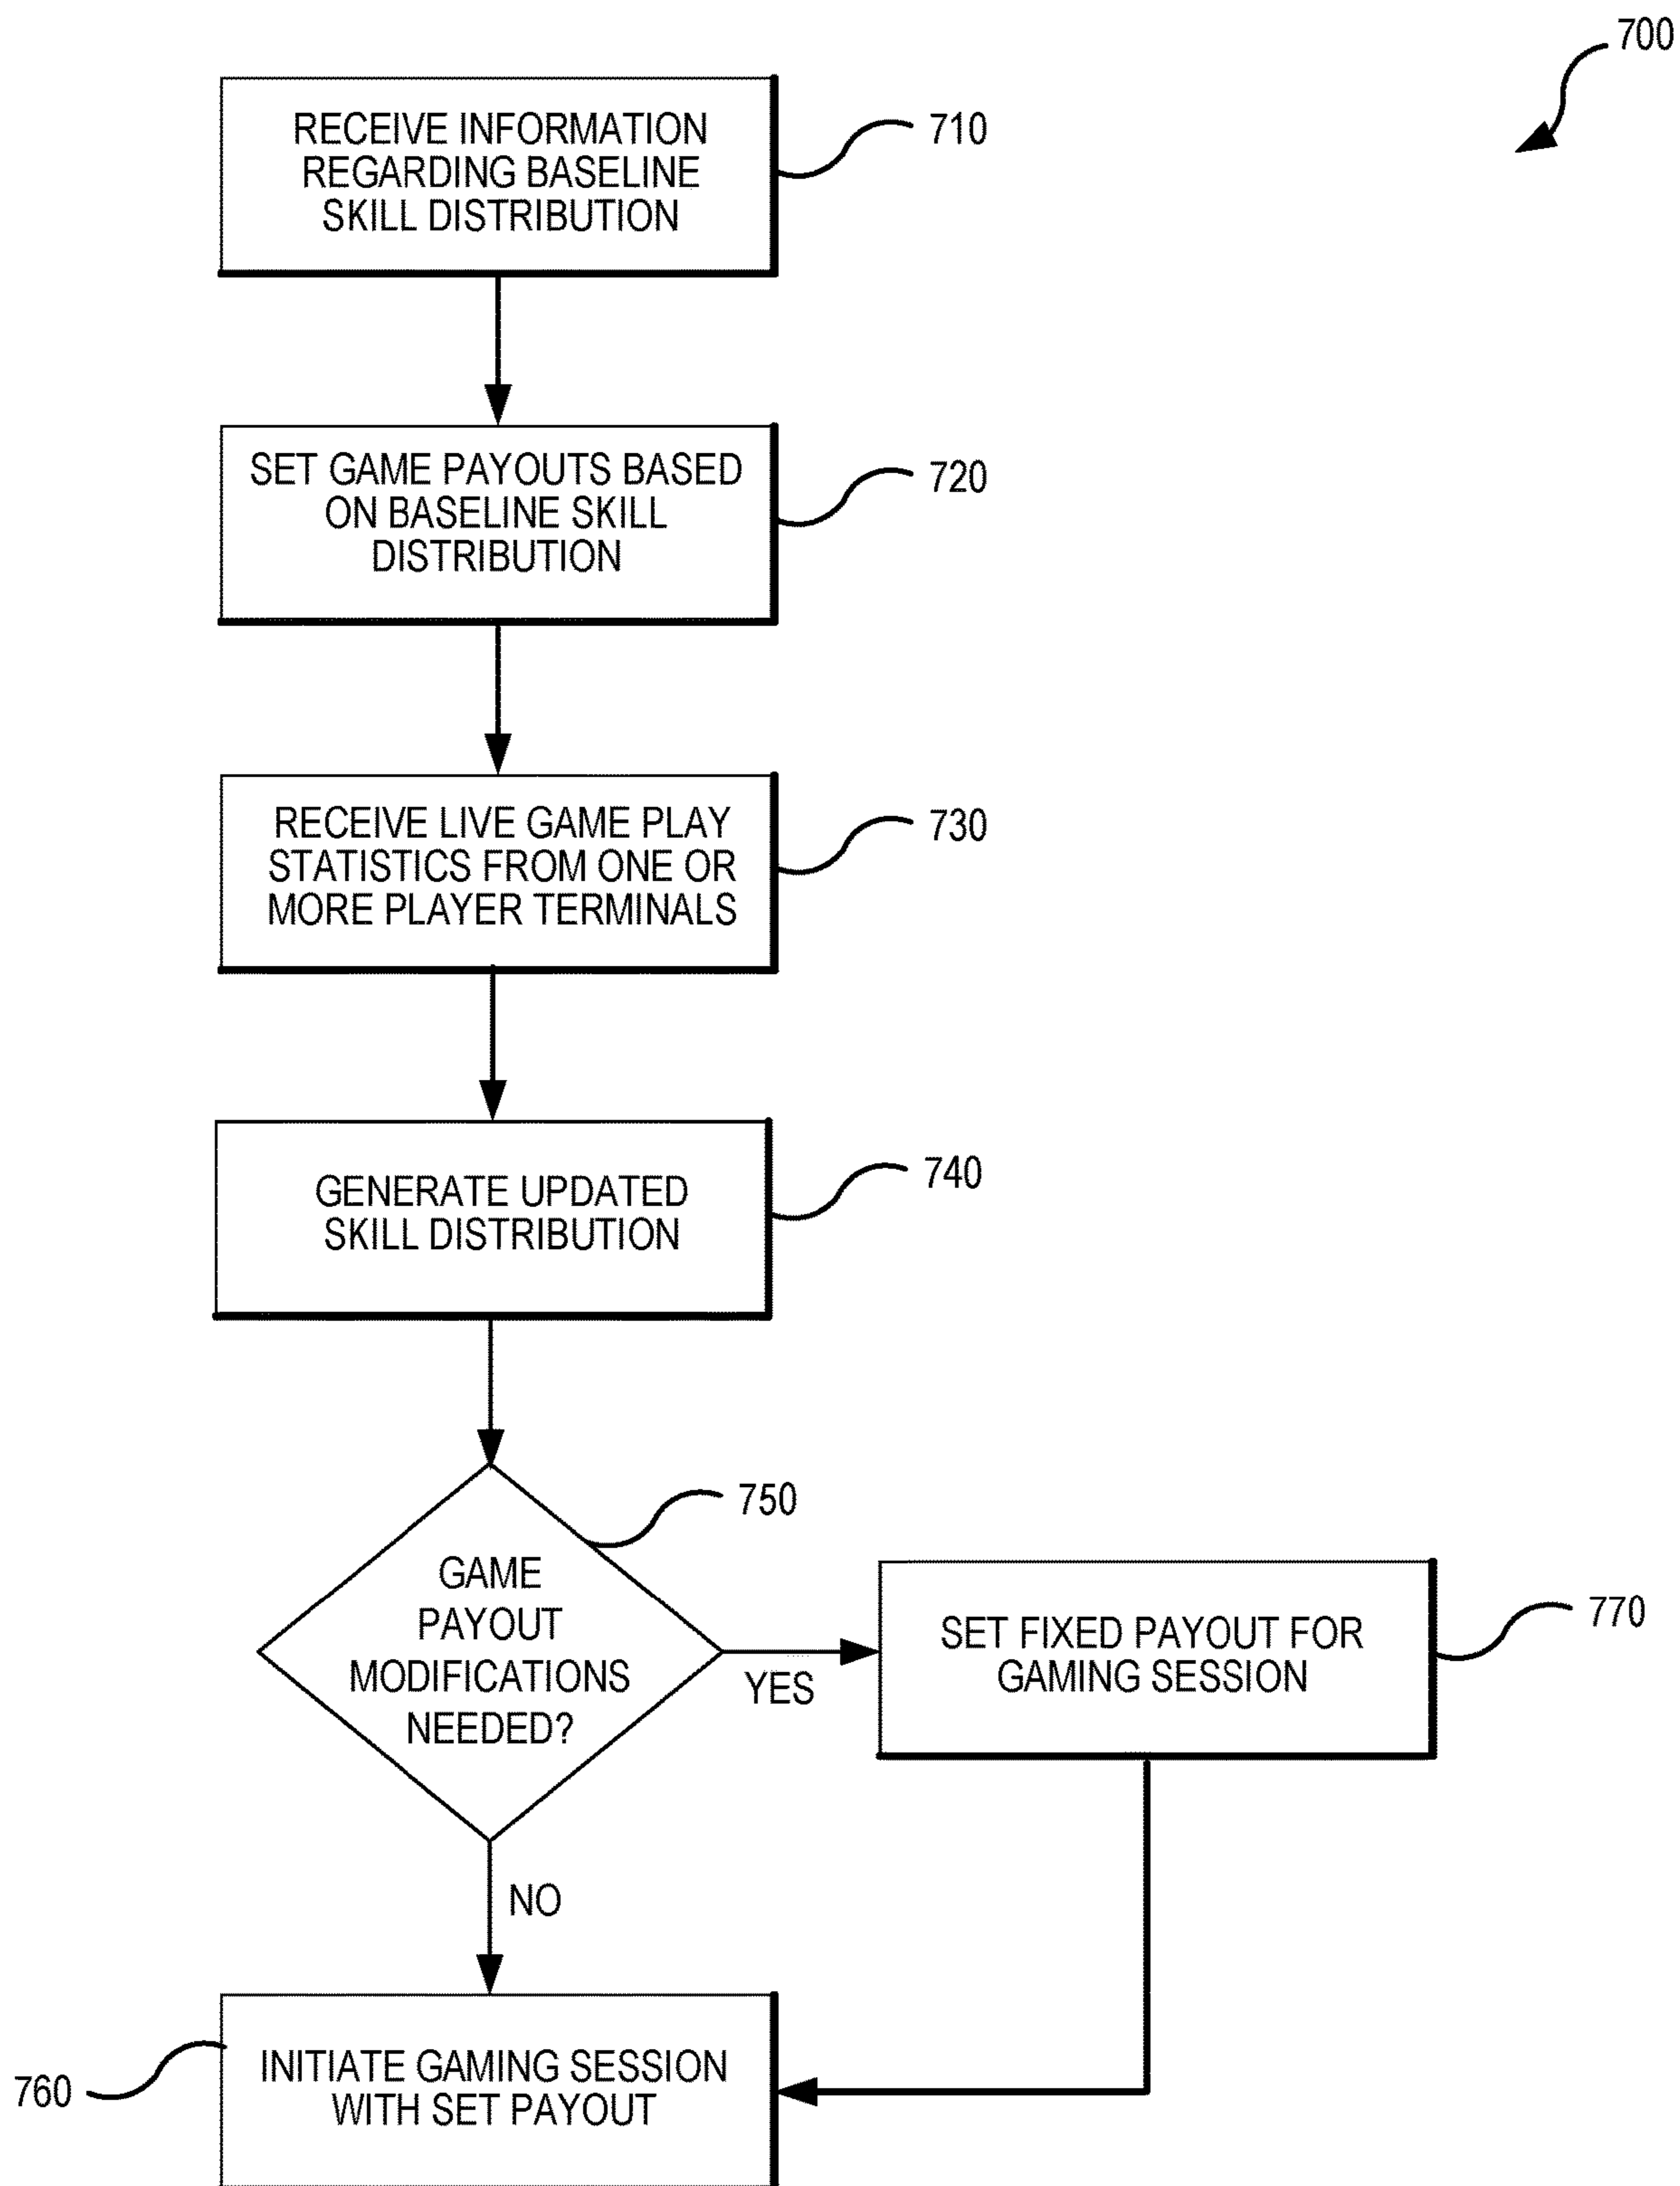 700
RECEIVE INFORMATION
REGARDING BASELINE
SKILL DISTRIBUTION
710
SET GAME PAYOUTS BASED
ON BASELINE SKILL
DISTRIBUTION
720
RECEIVE LIVE GAME PLAY
STATISTICS FROM ONE OR
MORE PLAYER TERMINALS
730
GENERATE UPDATED
SKILL DISTRIBUTION
740
750
GAME
PAYOUT
MODIFICATIONS
NEEDED?
YES
SET FIXED PAYOUT FOR
GAMING SESSION
770
NO
760
INITIATE GAMING SESSION
WITH SET PAYOUT